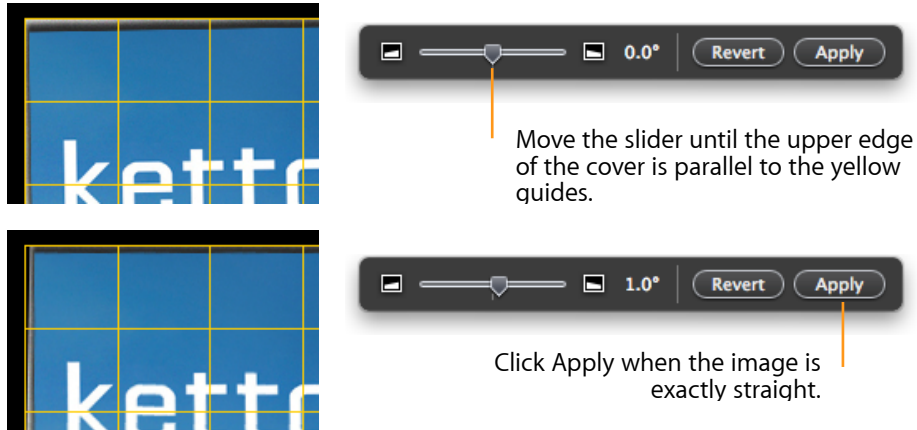 kett
0.0°
Revert
Apply
Move the slider until the upper edge
of the cover is parallel to the yellow
guides.
kett
1.0°
Revert
Apply
Click Apply when the image is
exactly straight.